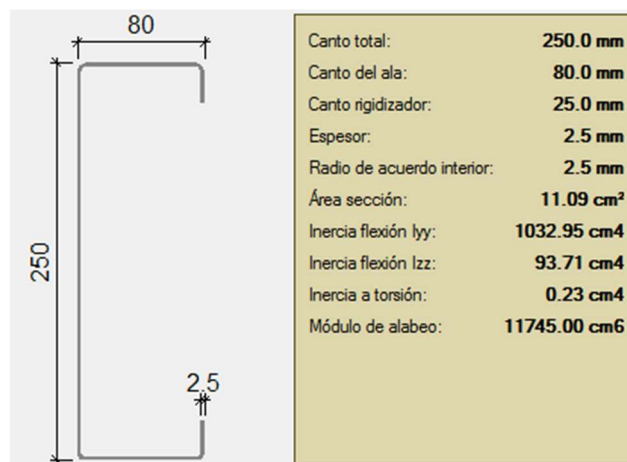 80
250
2.5
Canto total: 250.0 mm
Canto del ala: 80.0 mm
Canto rigidizador: 25.0 mm
Espesor: 2.5 mm
Radio de acuerdo interior: 2.5 mm
Área sección: 11.09 cm²
Inercia flexión Iyy: 1032.95 cm4
Inercia flexión Izz: 93.71 cm4
Inercia a torsión: 0.23 cm4
Módulo de alabeo: 11745.00 cm6